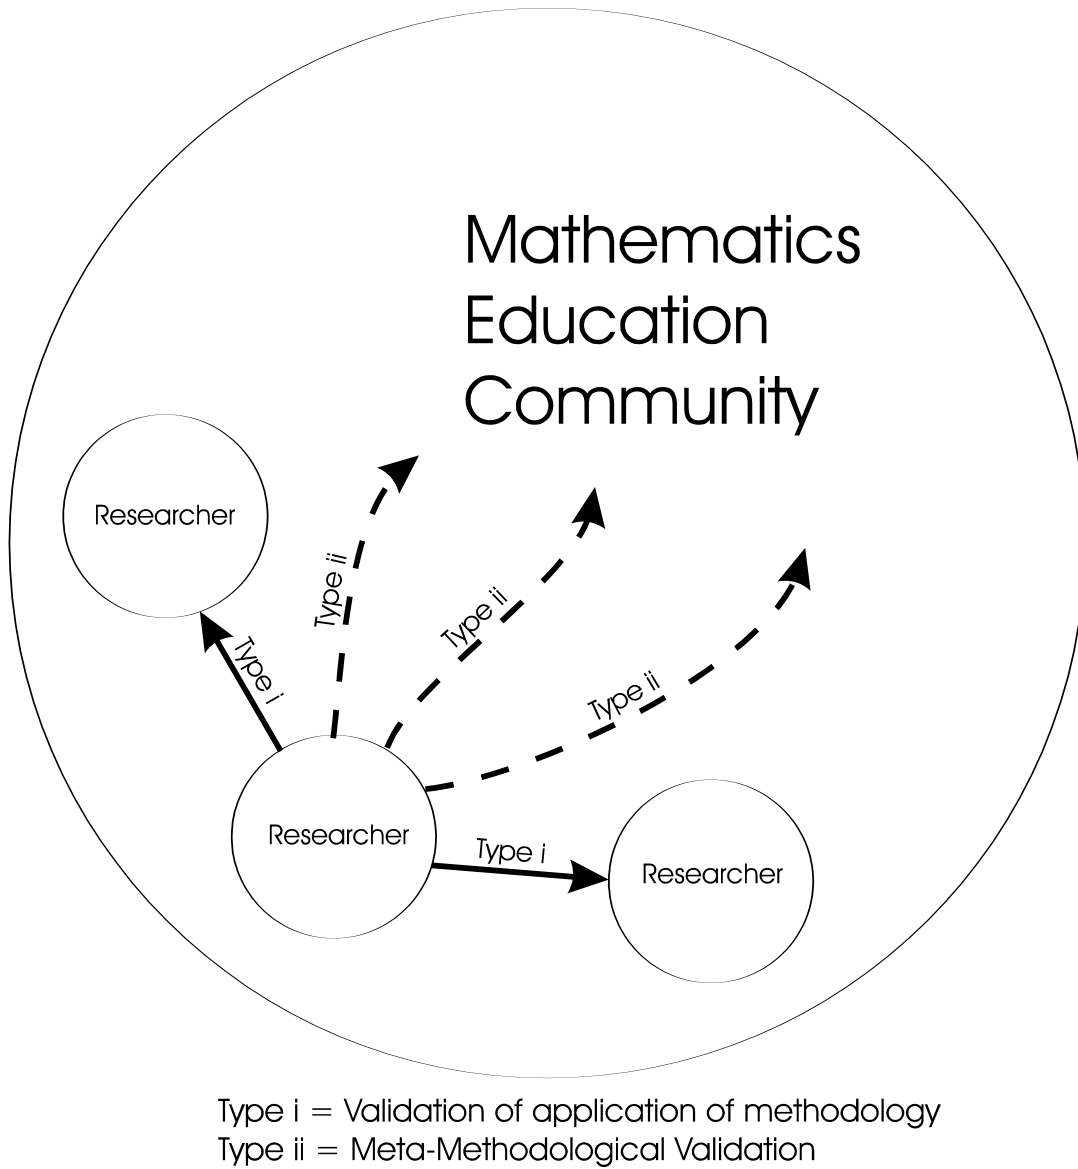 Mathematics
Education
Community
Researcher
Type ii
Type ii
Type i
Type ii
Researcher
Type i
Researcher
Type i = Validation of application of methodology
Type ii = Meta-Methodological Validation